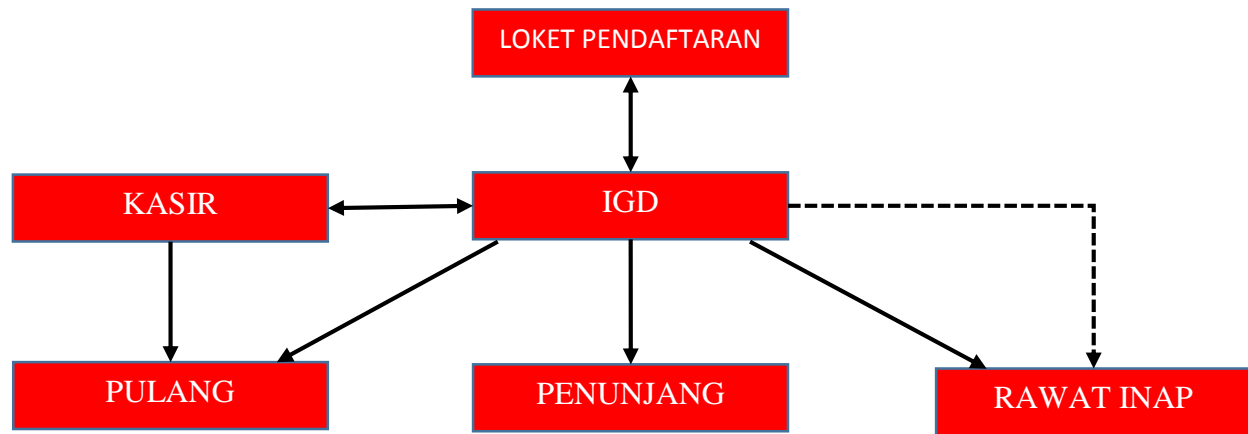 LOKET PENDAFTARAN
KASIR
IGD
PULANG
PENUNJANG
RAWAT INAP